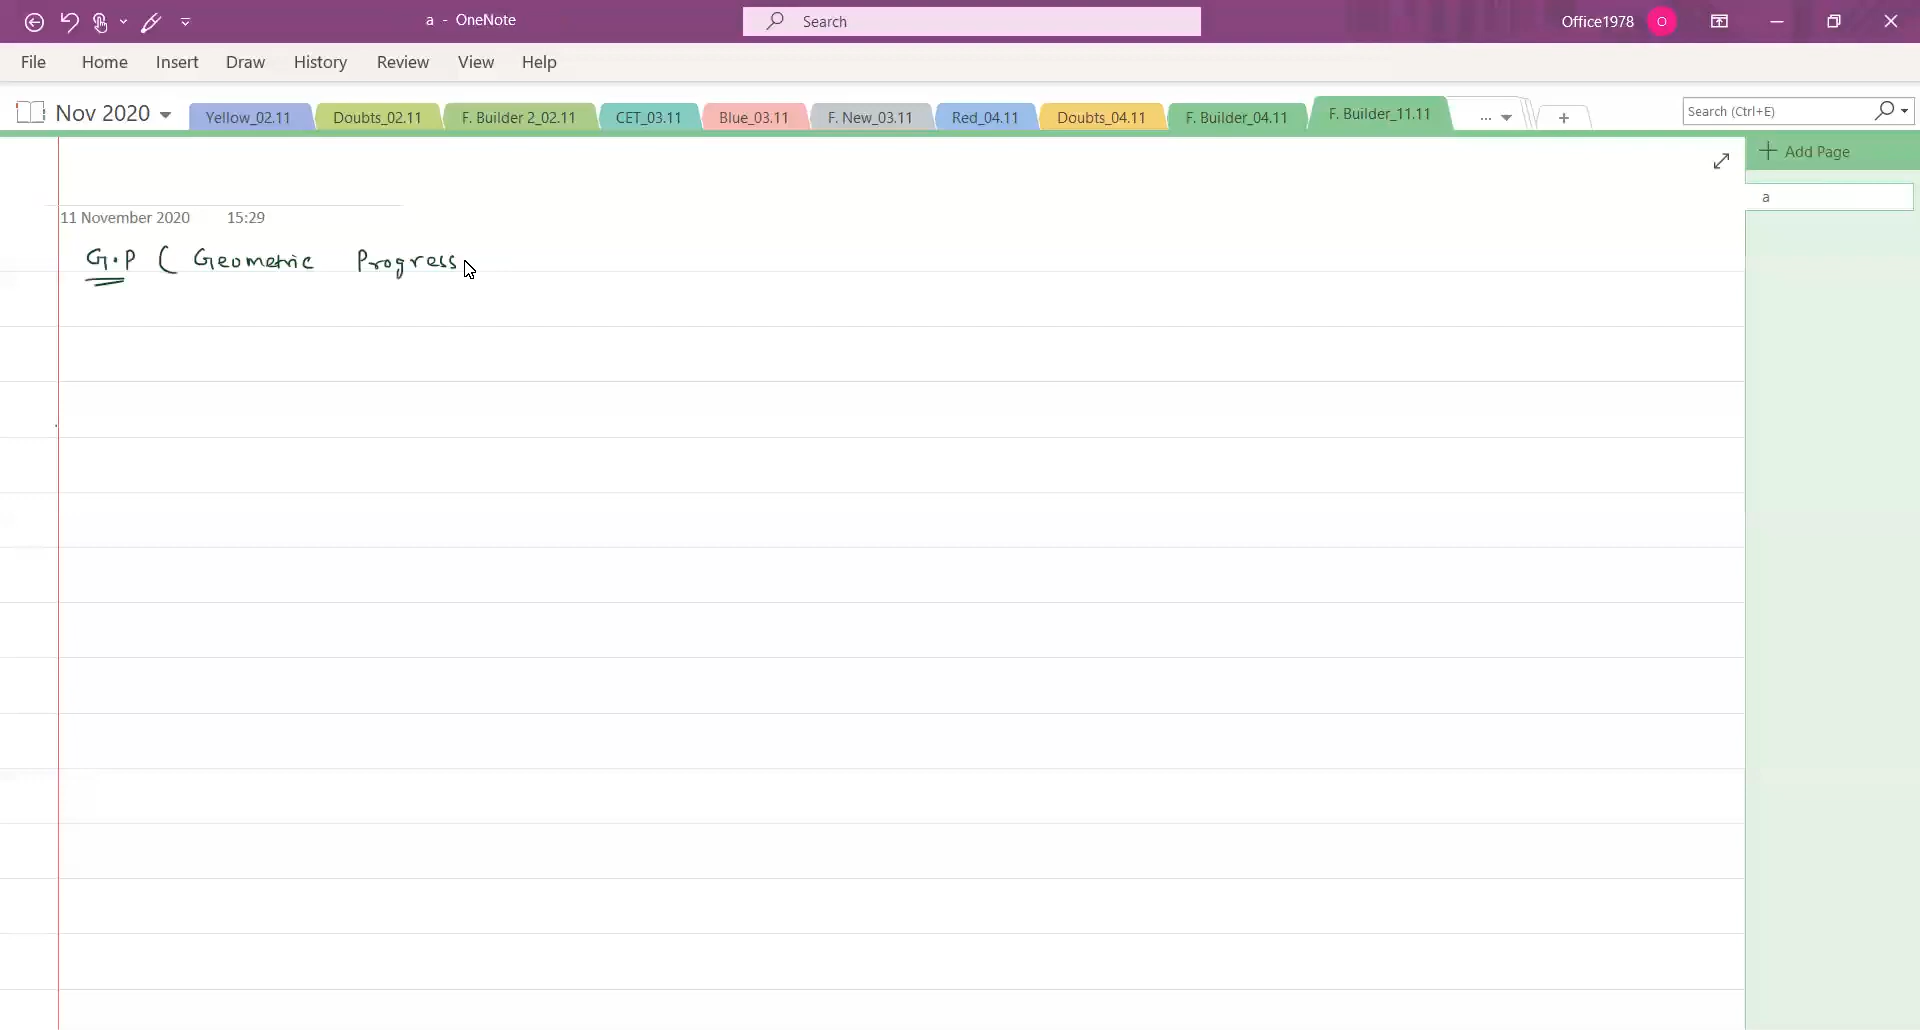 a - OneNote
Search
Office1978
O
File Home Insert Draw History Review View Help
Nov 2020
Yellow_02.11
Doubts_02.11
F. Builder 2_02.11
CET_03.11
Blue_03.11
F. New_03.11
Red_04.11
Doubts_04.11
F. Builder_04.11
F. Builder_11.11
...
+
Search (Ctrl+E)
Add Page
a
11 November 2020 15:29
G.P ( Geometric Progress